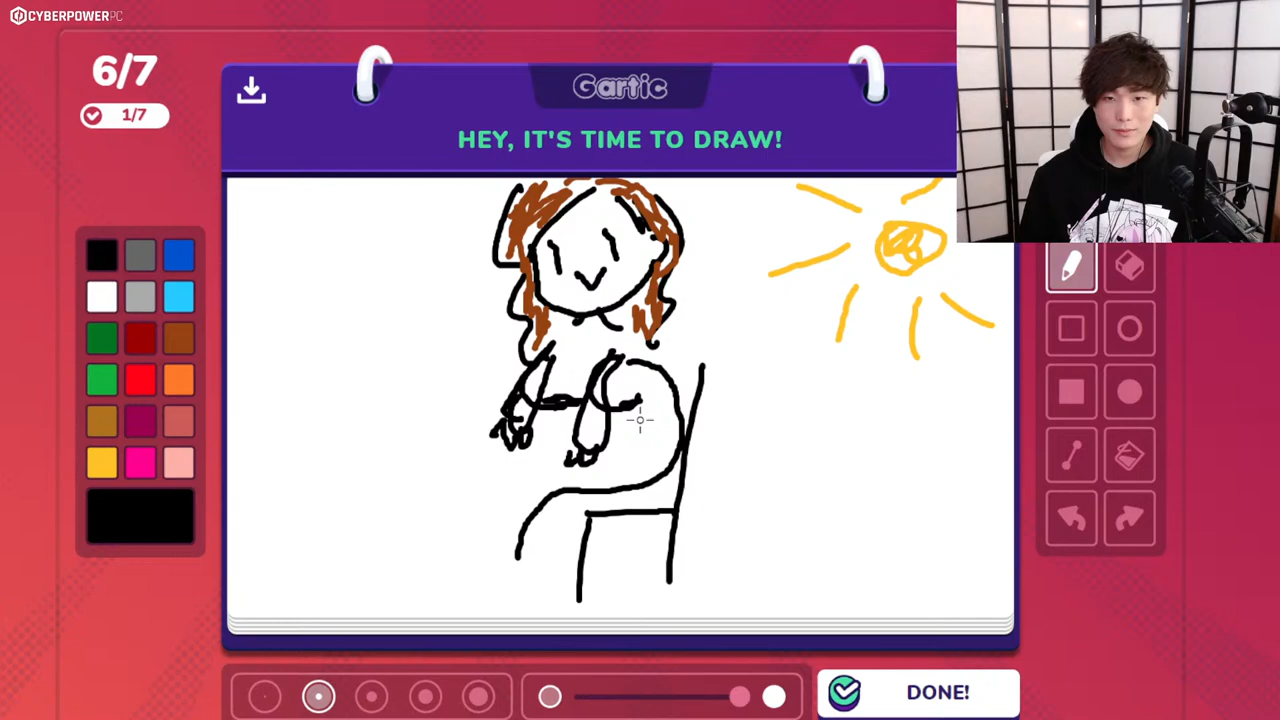 CYBERPOWERPC
6/7
1/7
Gartic
HEY, IT'S TIME TO DRAW!
DONE!